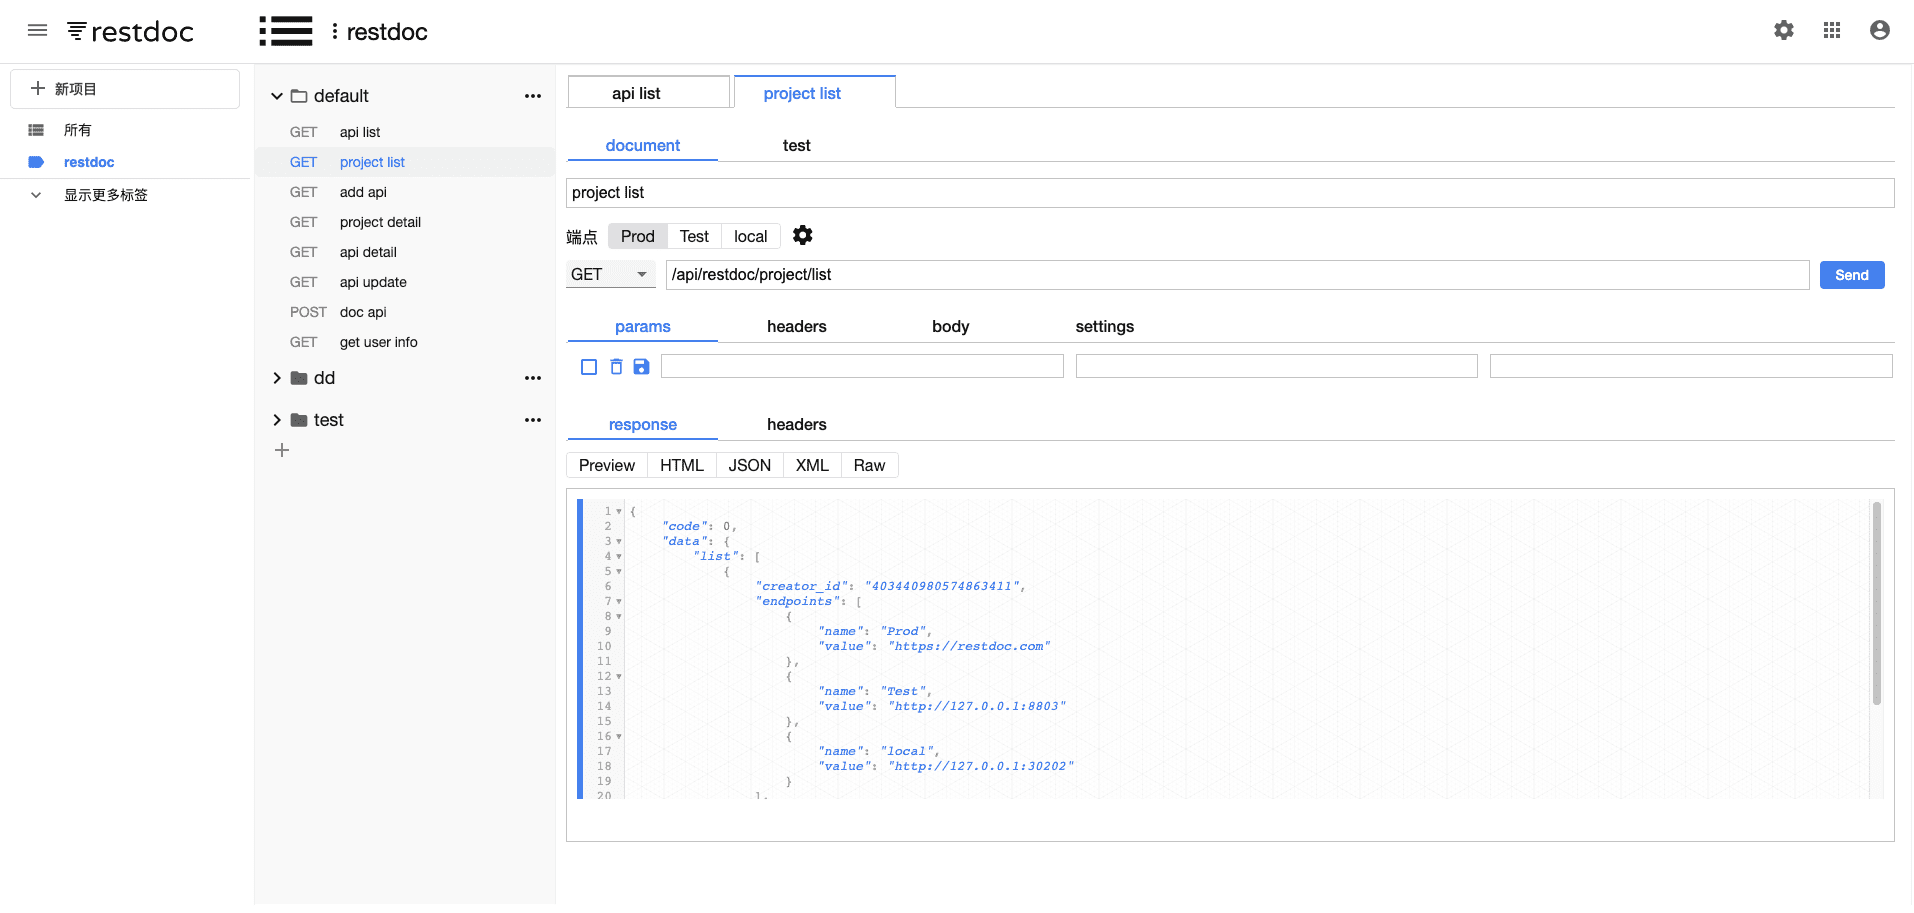 restdoc
restdoc
新项目
所有
restdoc
显示更多标签
default
GET api list
GET project list
GET add api
GET project detail
GET api detail
GET api update
POST doc api
GET get user info
dd
test
api list project list
document test
project list
端点 Prod Test local
GET /api/restdoc/project/list Send
params headers body settings
response headers
Preview HTML JSON XML Raw
1 {
2 "code": 0,
3 "data": {
4 "list": [
5 {
6 "creator_id": "403440980574863411",
7 "endpoints": [
8 {
9 "name": "Prod",
10 "value": "https://restdoc.com"
11 },
12 {
13 "name": "Test",
14 "value": "http://127.0.0.1:8803"
15 },
16 {
17 "name": "local",
18 "value": "http://127.0.0.1:30202"
19 }
20 ],